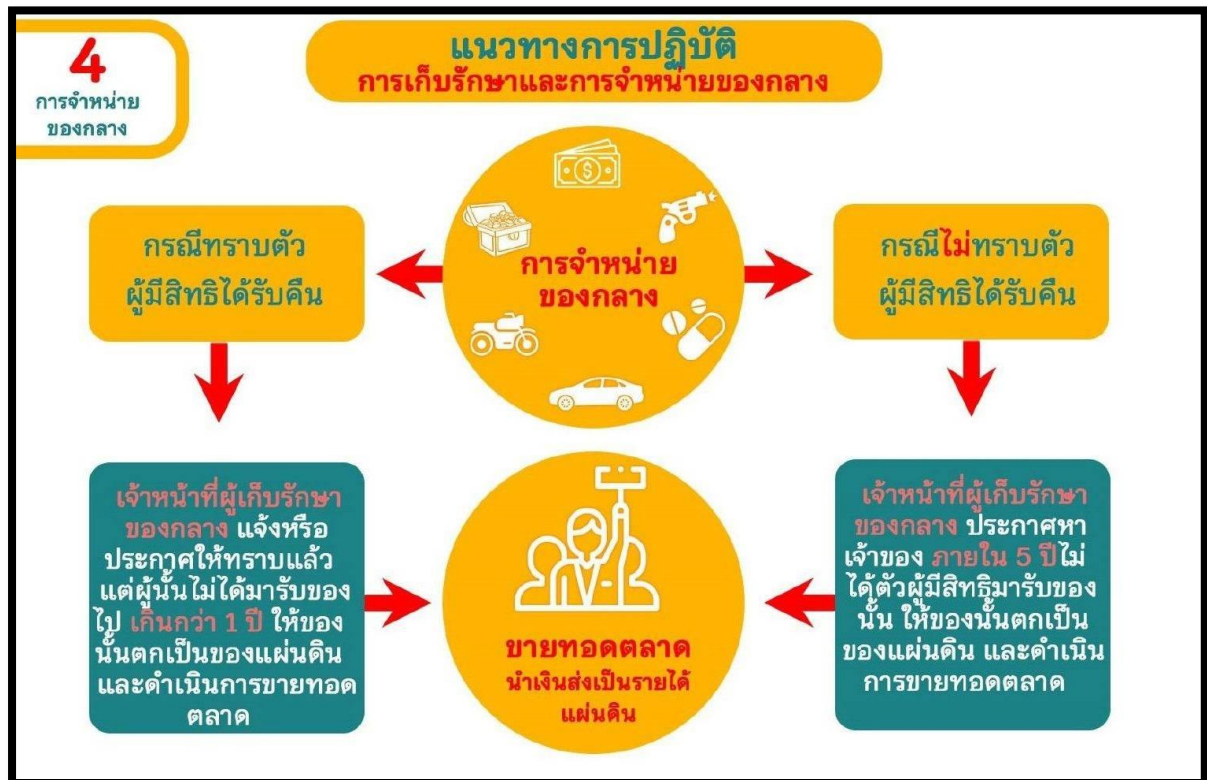 4
การจำหน่าย
ของกลาง
แนวทางการปฏิบัติ
การเก็บรักษาและการจำหน่ายของกลาง
กรณีทราบตัว
ผู้มีสิทธิได้รับคืน
การจำหน่าย
ของกลาง
กรณีไม่ทราบตัว
ผู้มีสิทธิได้รับคืน
เจ้าหน้าที่ผู้เก็บรักษา
ของกลาง แจ้งหรือ
ประกาศให้ทราบแล้ว
แต่ผู้นั้นไม่ได้มารับของ
ไป เกินกว่า 1 ปี ให้ของ
นั้นตกเป็นของแผ่นดิน
และดำเนินการขายทอด
ตลาด
ขายทอดตลาด
นำเงินส่งเป็นรายได้
แผ่นดิน
เจ้าหน้าที่ผู้เก็บรักษา
ของกลาง ประกาศหา
เจ้าของ ภายใน 5 ปีไม่
ได้ตัวผู้มีสิทธิมารับของ
นั้น ให้ของนั้นตกเป็น
ของแผ่นดิน และดำเนิน
การขายทอดตลาด